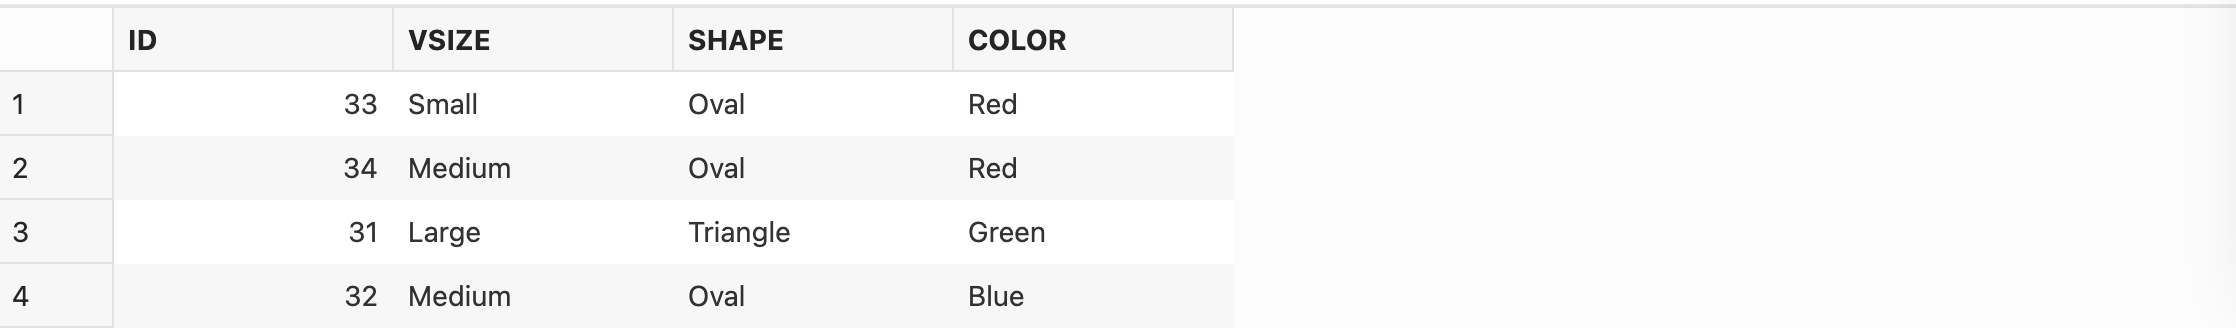 ID VSIZE SHAPE COLOR
1 33 Small Oval Red
2 34 Medium Oval Red
3 31 Large Triangle Green
4 32 Medium Oval Blue